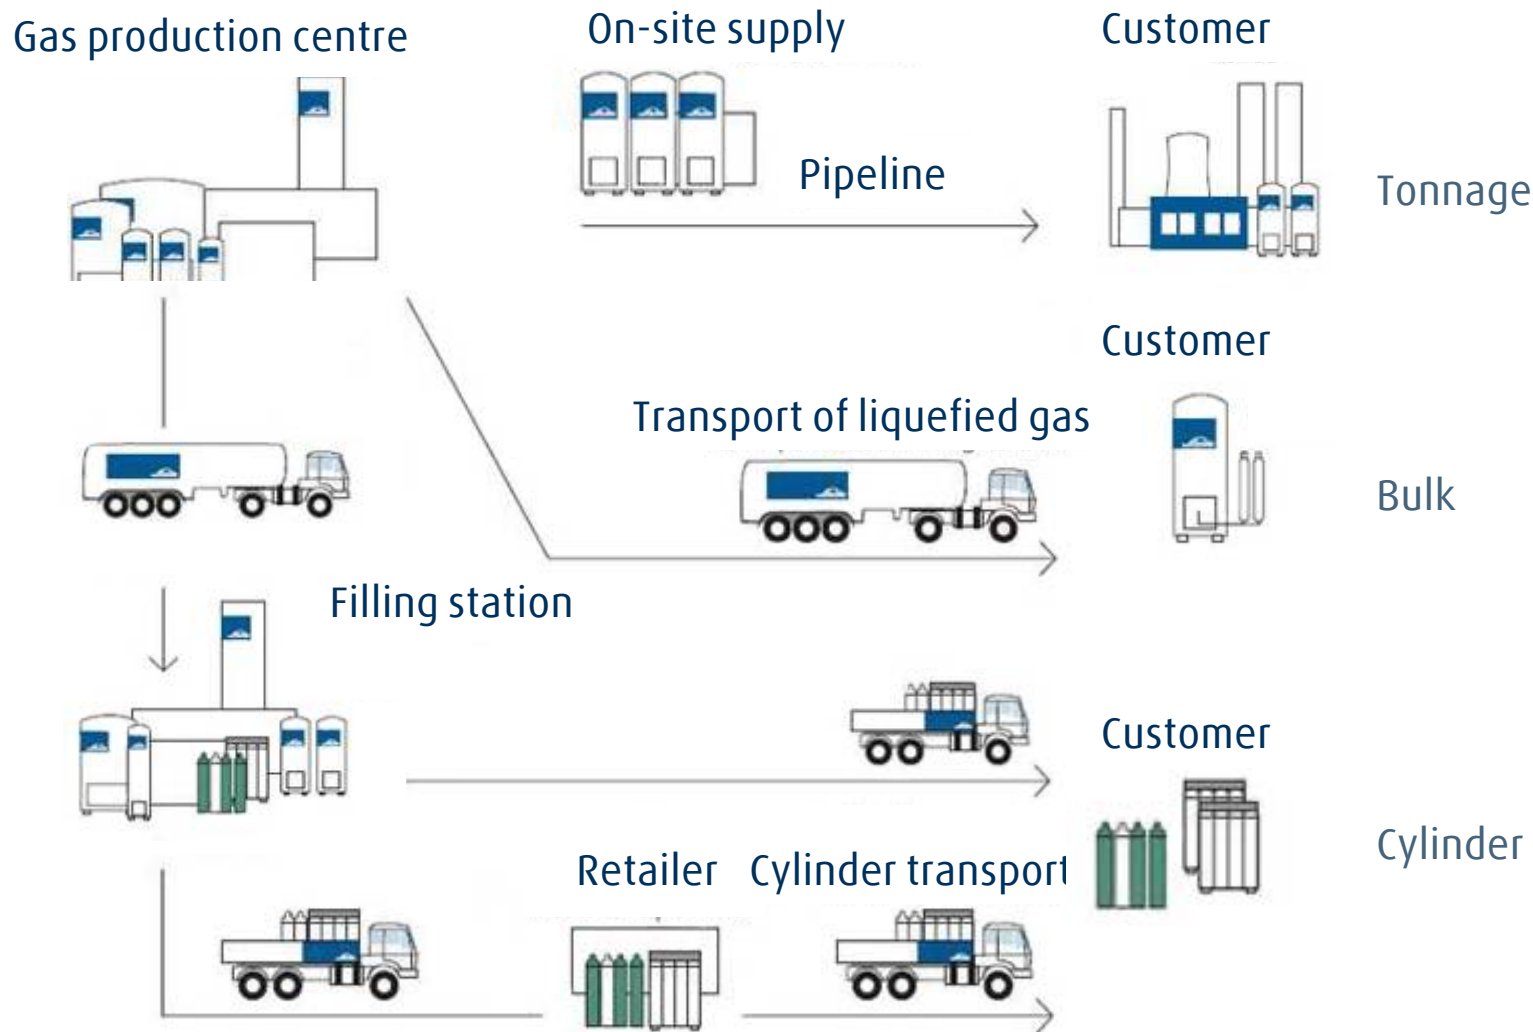 Gas production centre
On-site supply
Customer
Pipeline
Tonnage
Customer
Transport of liquefied gas
Bulk
Filling station
Customer
Cylinder
Retailer
Cylinder transport